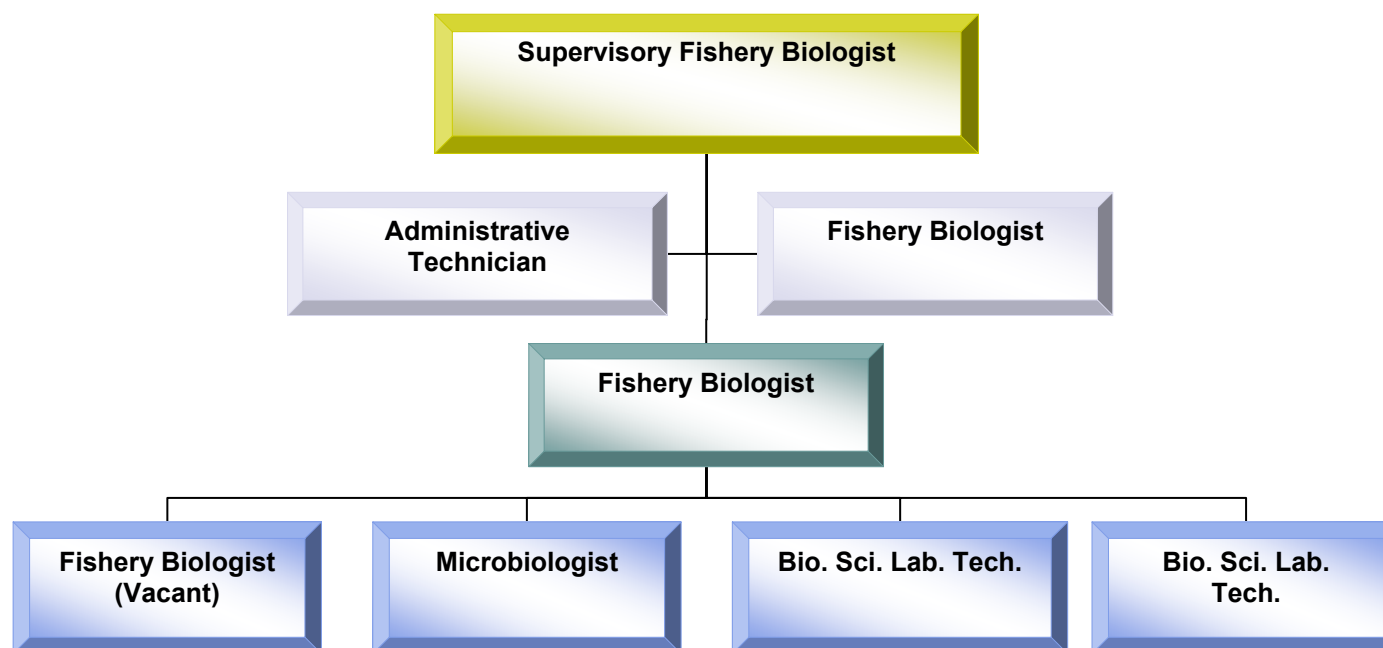 Supervisory Fishery Biologist
Administrative
Technician
Fishery Biologist
Fishery Biologist
Fishery Biologist
(Vacant)
Microbiologist
Bio. Sci. Lab. Tech.
Bio. Sci. Lab.
Tech.